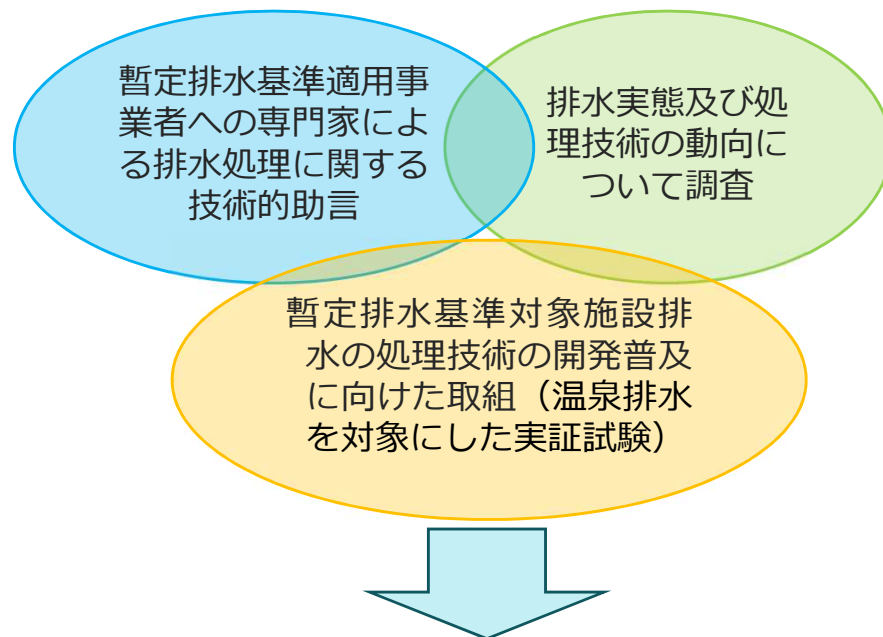 暫定排水基準適用事
業者への専門家によ
る排水処理に関する
技術的助言
排水実態及び処
理技術の動向に
ついて調査
暫定排水基準対象施設排
水の処理技術の開発普及
に向けた取組（温泉排水
を対象にした実証試験）